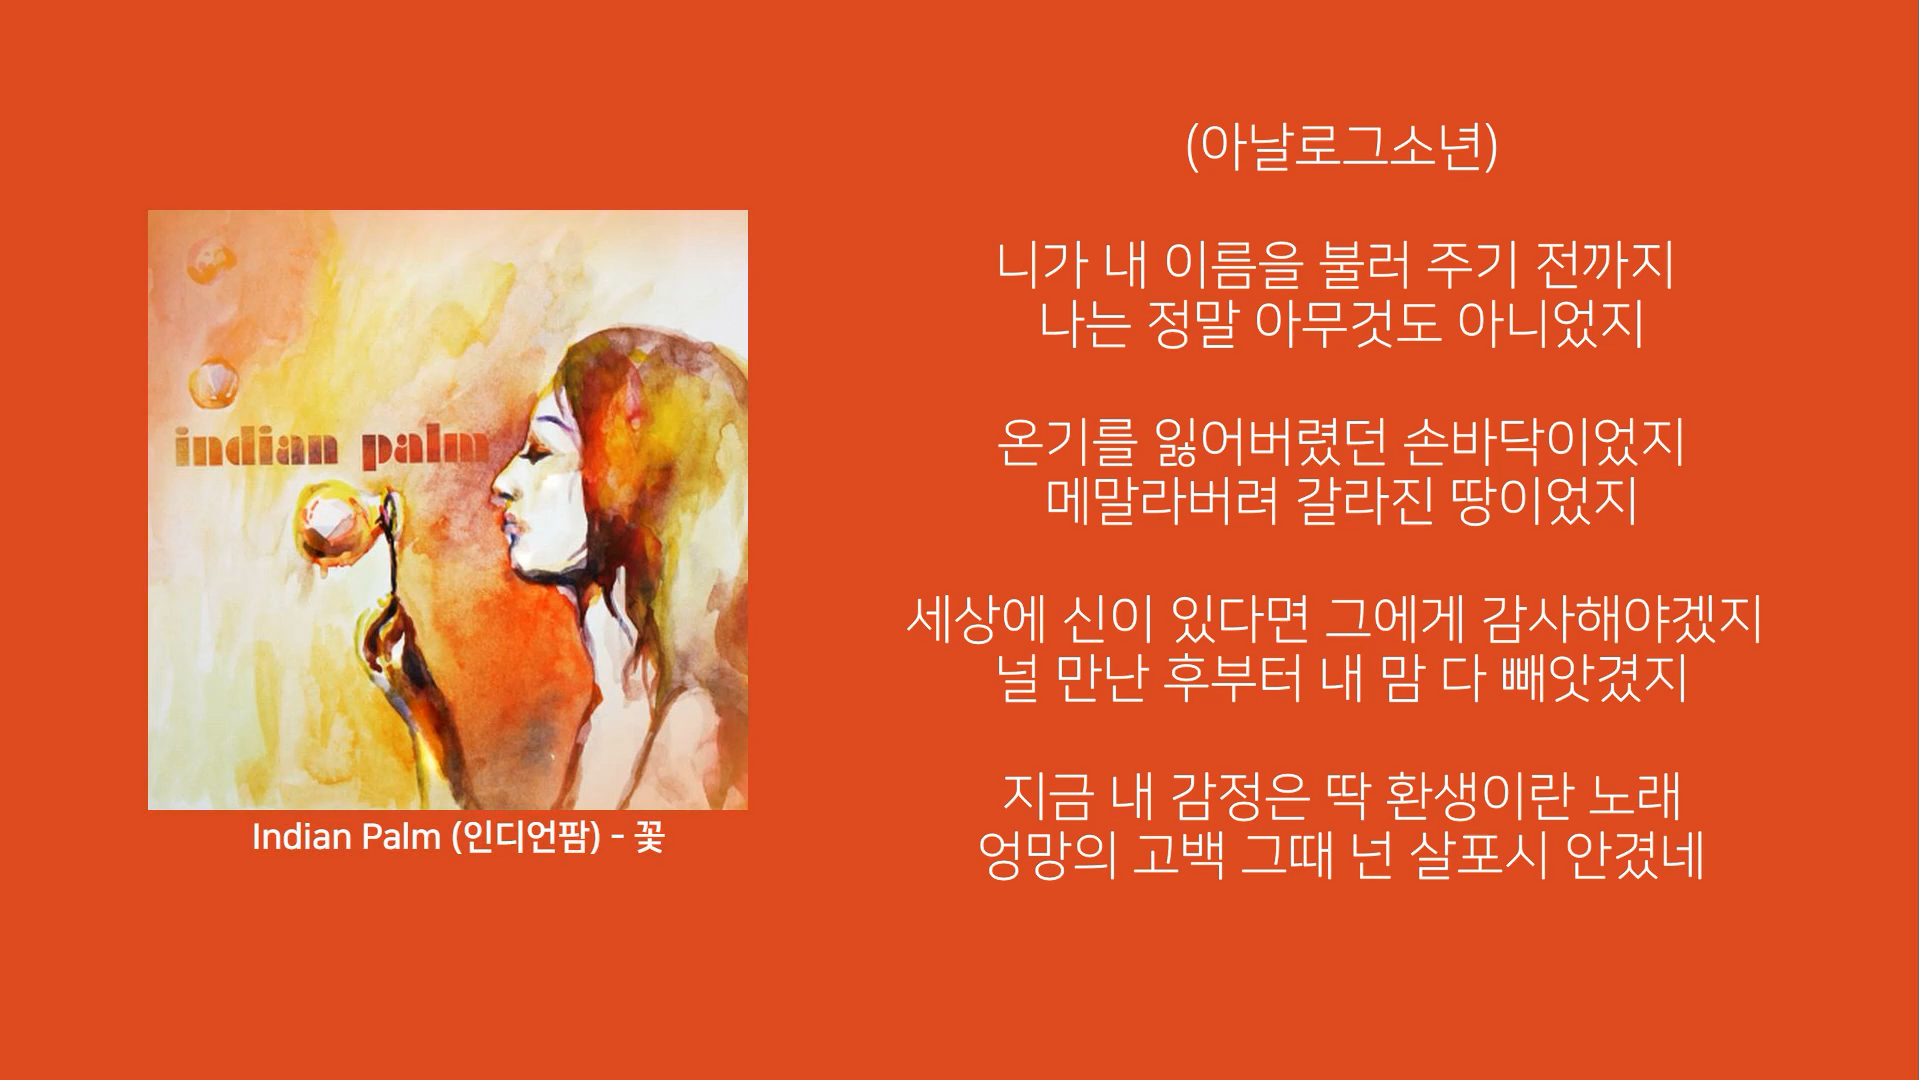 indian palm
Indian Palm (인디언팜) - 꽃
(아날로그소년)
니가 내 이름을 불러 주기 전까지
나는 정말 아무것도 아니었지
온기를 잃어버렸던 손바닥이었지
메말라버려 갈라진 땅이었지
세상에 신이 있다면 그에게 감사해야겠지
널 만난 후부터 내 맘 다 빼앗겼지
지금 내 감정은 딱 환생이란 노래
엉망의 고백 그때 넌 살포시 안겼네